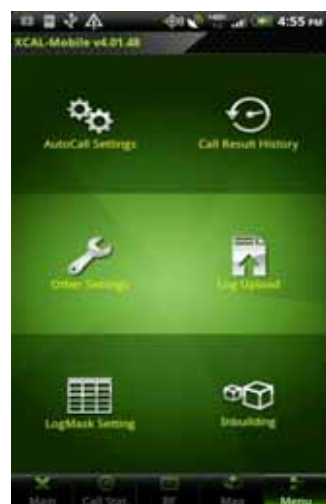 4:55 PM
XCAL-Mobile v4.01.48
AutoCall Settings
Call Result History
Other Settings
Log Upload
LogMask Setting
Inbuilding
Main
Call Stat
RF
Map
Menu